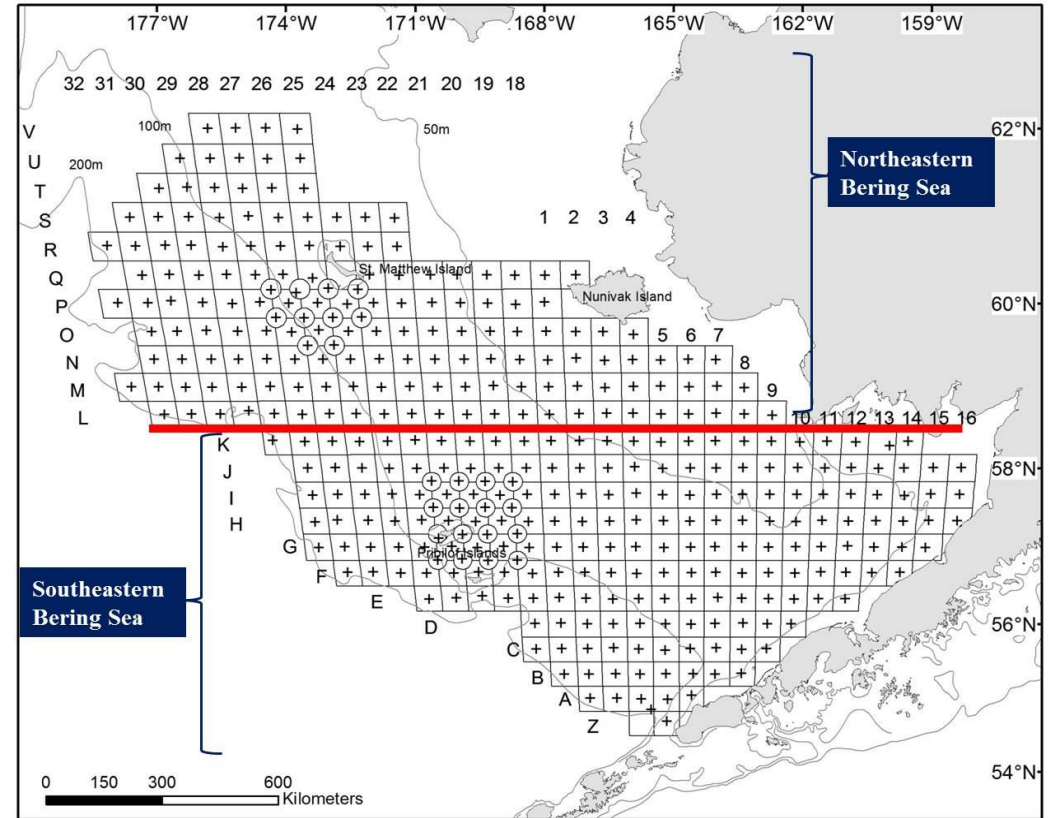 177°W 174°W 171°W 168°W 165°W 162°W 159°W
32 31 30 29 28 27 26 25 24 23 22 21 20 19 18
100m
50m
62°N
V
200m
U
Northeastern
Bering Sea
T
S
1 2 3 4
R
St. Matthew Island
Q
Nunivak Island
60°N
P
O
5 6 7
N
8
M
9
L
10 11 12 13 14 15 16
K
58°N
J
I
H
G
Pribilof Islands
F
Southeastern
Bering Sea
E
56°N
D
C
B
A
Z
54°N
0 150 300 600
Kilometers